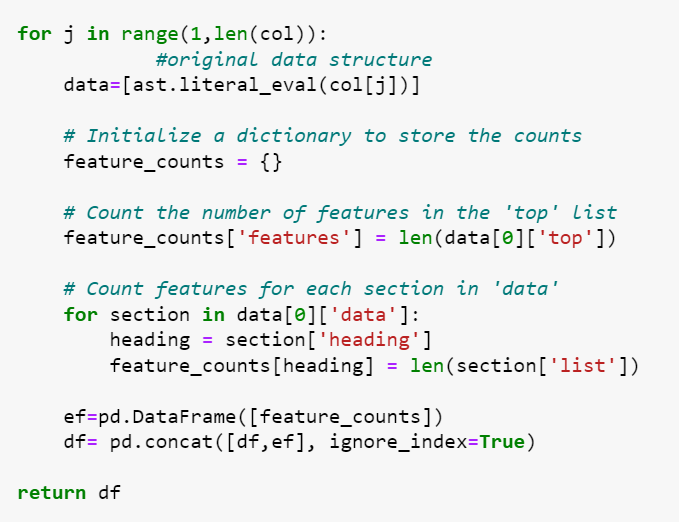 for j in range(1,len(col)):
            #original data structure
    data=[ast.literal_eval(col[j])]

    # Initialize a dictionary to store the counts
    feature_counts = {}

    # Count the number of features in the 'top' list
    feature_counts['features'] = len(data[0]['top'])

    # Count features for each section in 'data'
    for section in data[0]['data']:
        heading = section['heading']
        feature_counts[heading] = len(section['list'])

    ef=pd.DataFrame([feature_counts])
    df= pd.concat([df,ef], ignore_index=True)

return df